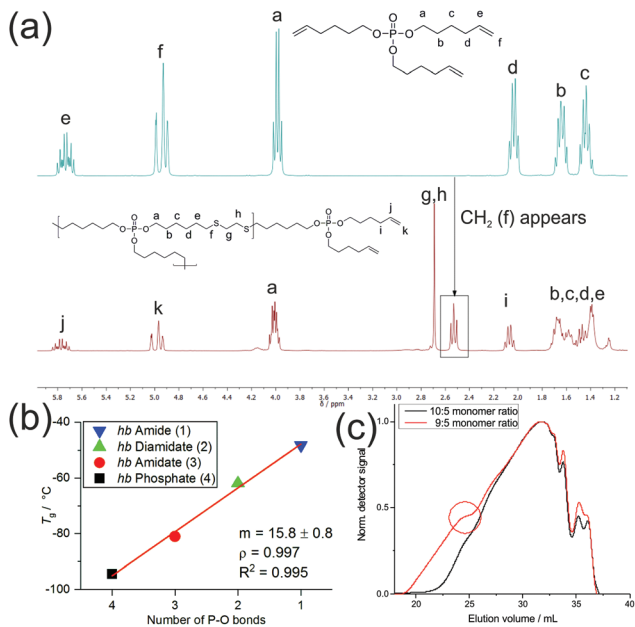 (a)
a
f
e
d
b
c
O
O
P
O
O
a
c
e
b
d
f
CH₂ (f) appears
g,h
O
O
P
O
O
a
c
e
b
d
f
S
g
h
S
O
O
P
O
O
j
i
k
j
k
a
i
b,c,d,e
5.8 5.6 5.4 5.2 5.0 4.8 4.6 4.4 4.2 4.0 3.8 3.6 3.4 3.2 3.0 2.8 2.6 2.4 2.2 2.0 1.8 1.6 1.4 1.2
δ / ppm
(b)
-40
-60
-80
-100
Tg / °C
hb Amide (1)
hb Diamidate (2)
hb Amidate (3)
hb Phosphate (4)
m = 15.8 ± 0.8
ρ = 0.997
R² = 0.995
4 3 2 1
Number of P-O bonds
(c)
10:5 monomer ratio
9:5 monomer ratio
1.0
0.5
0.0
Norm. detector signal
20 25 30 35 40
Elution volume / mL